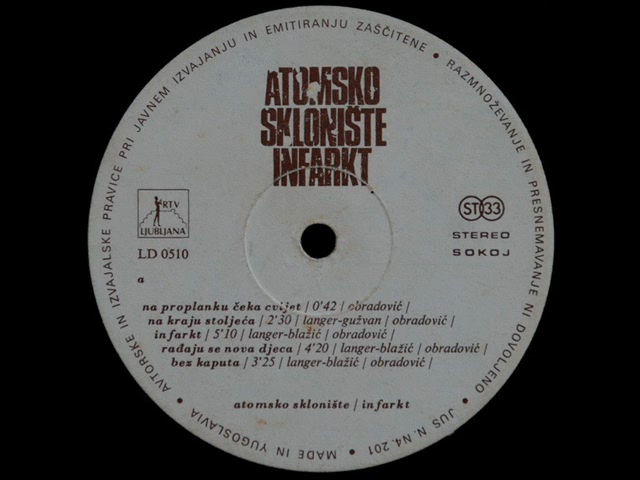 AVTORSKE IN IZVAJALSKE PRAVICE PRI JAVNEM IZVAJANJU IN EMITIRANJU ZAŠČITENE • RAZMNOŽEVANJE IN PRESNEMAVANJE NI DOVOLJENO • JUS N. N4. 201 • MADE IN YUGOSLAVIA •
ATOMSKO
SKLONIŠTE
INFARKT
RTV
LJUBLJANA
LD 0510
ST 33
STEREO
SOKOJ
a
na proplanku čeka cvijet | 0'42 | obradović |
na kraju stoljeća | 2'30 | langer-gužvan | obradović |
infarkt | 5'10 | langer-blažić | obradović |
rađaju se nova djeca | 4'20 | langer-blažić | obradović |
bez kaputa | 3'25 | langer-blažić | obradović |
atomsko sklonište | infarkt